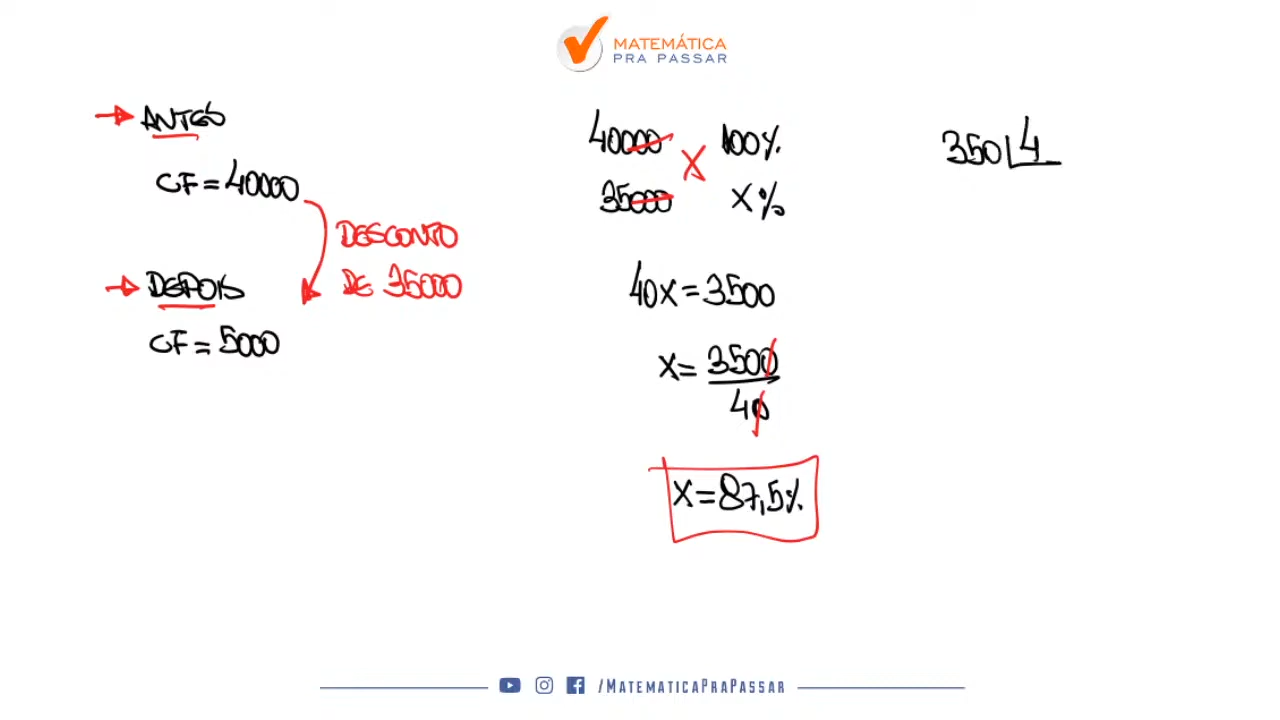 MATEMÁTICA
PRA PASSAR
ANTES
CF = 40000
DESCONTO
DE 35000
DEPOIS
CF = 5000
40000 100%
35000 X%
40X = 3500
X = 3500
40
X = 87,5%
350 4
/MATEMATICAPRAPASSAR